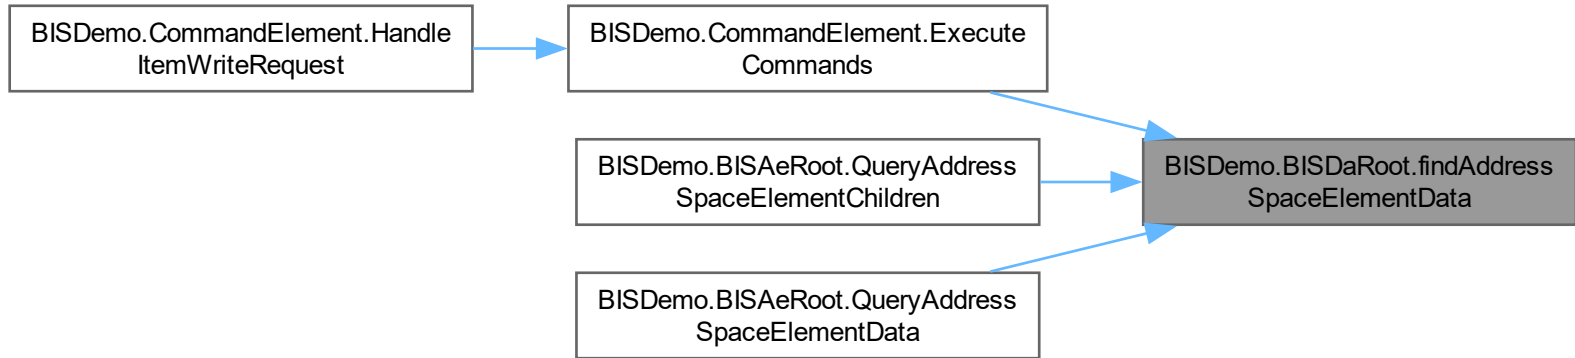 BISDemo.CommandElement.Handle
ItemWriteRequest
BISDemo.CommandElement.Execute
Commands
BISDemo.BISAeRoot.QueryAddress
SpaceElementChildren
BISDemo.BISDaRoot.findAddress
SpaceElementData
BISDemo.BISAeRoot.QueryAddress
SpaceElementData